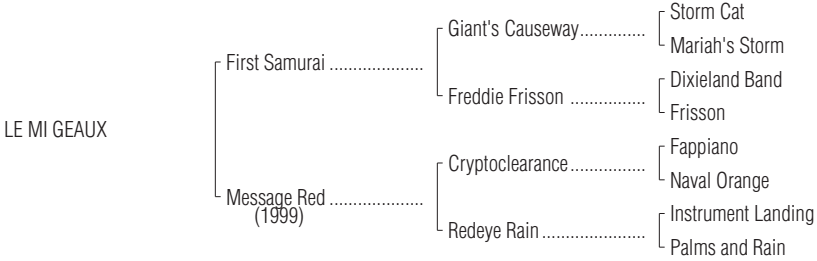 Storm Cat
Giant's Causeway..............
Mariah's Storm
First Samurai ....................
Dixieland Band
Freddie Frisson ................
Frisson
LE MI GEAUX
Fappiano
Cryptoclearance................
Naval Orange
Message Red ....................
(1999)
Instrument Landing
Redeye Rain ......................
Palms and Rain